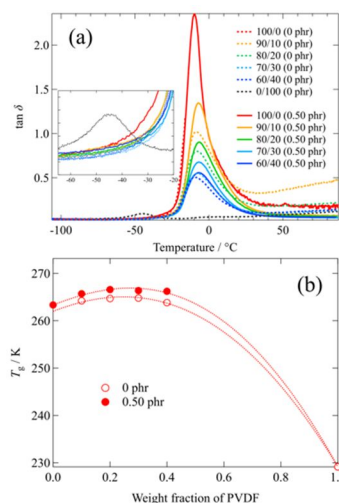 (a)
tan δ
2.0
1.5
1.0
0.5
100/0 (0 phr)
90/10 (0 phr)
80/20 (0 phr)
70/30 (0 phr)
60/40 (0 phr)
0/100 (0 phr)
100/0 (0.50 phr)
90/10 (0.50 phr)
80/20 (0.50 phr)
70/30 (0.50 phr)
60/40 (0.50 phr)
-60 -50 -40 -30 -20
-100 -50 0 50
Temperature / °C
(b)
Tg / K
270
260
250
240
230
0 phr
0.50 phr
0.0 0.2 0.4 0.6 0.8 1.
Weight fraction of PVDF